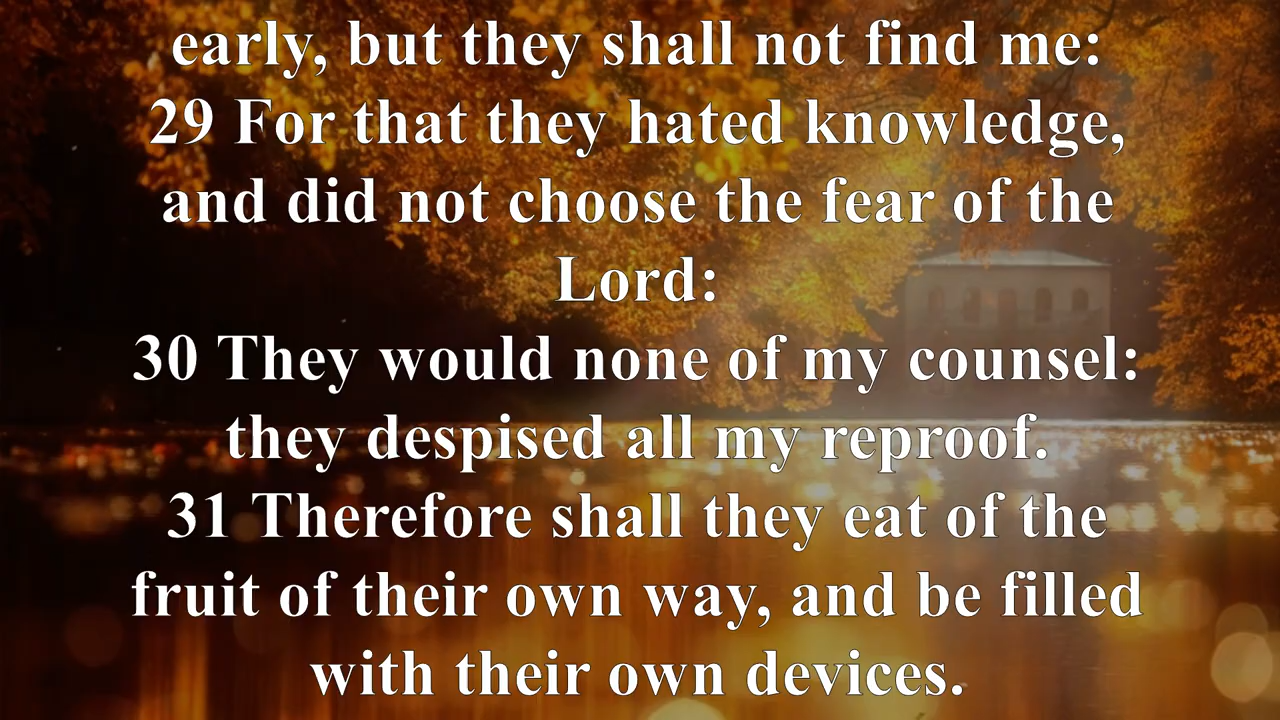 early, but they shall not find me:
29 For that they hated knowledge,
and did not choose the fear of the
Lord:
30 They would none of my counsel:
they despised all my reproof.
31 Therefore shall they eat of the
fruit of their own way, and be filled
with their own devices.